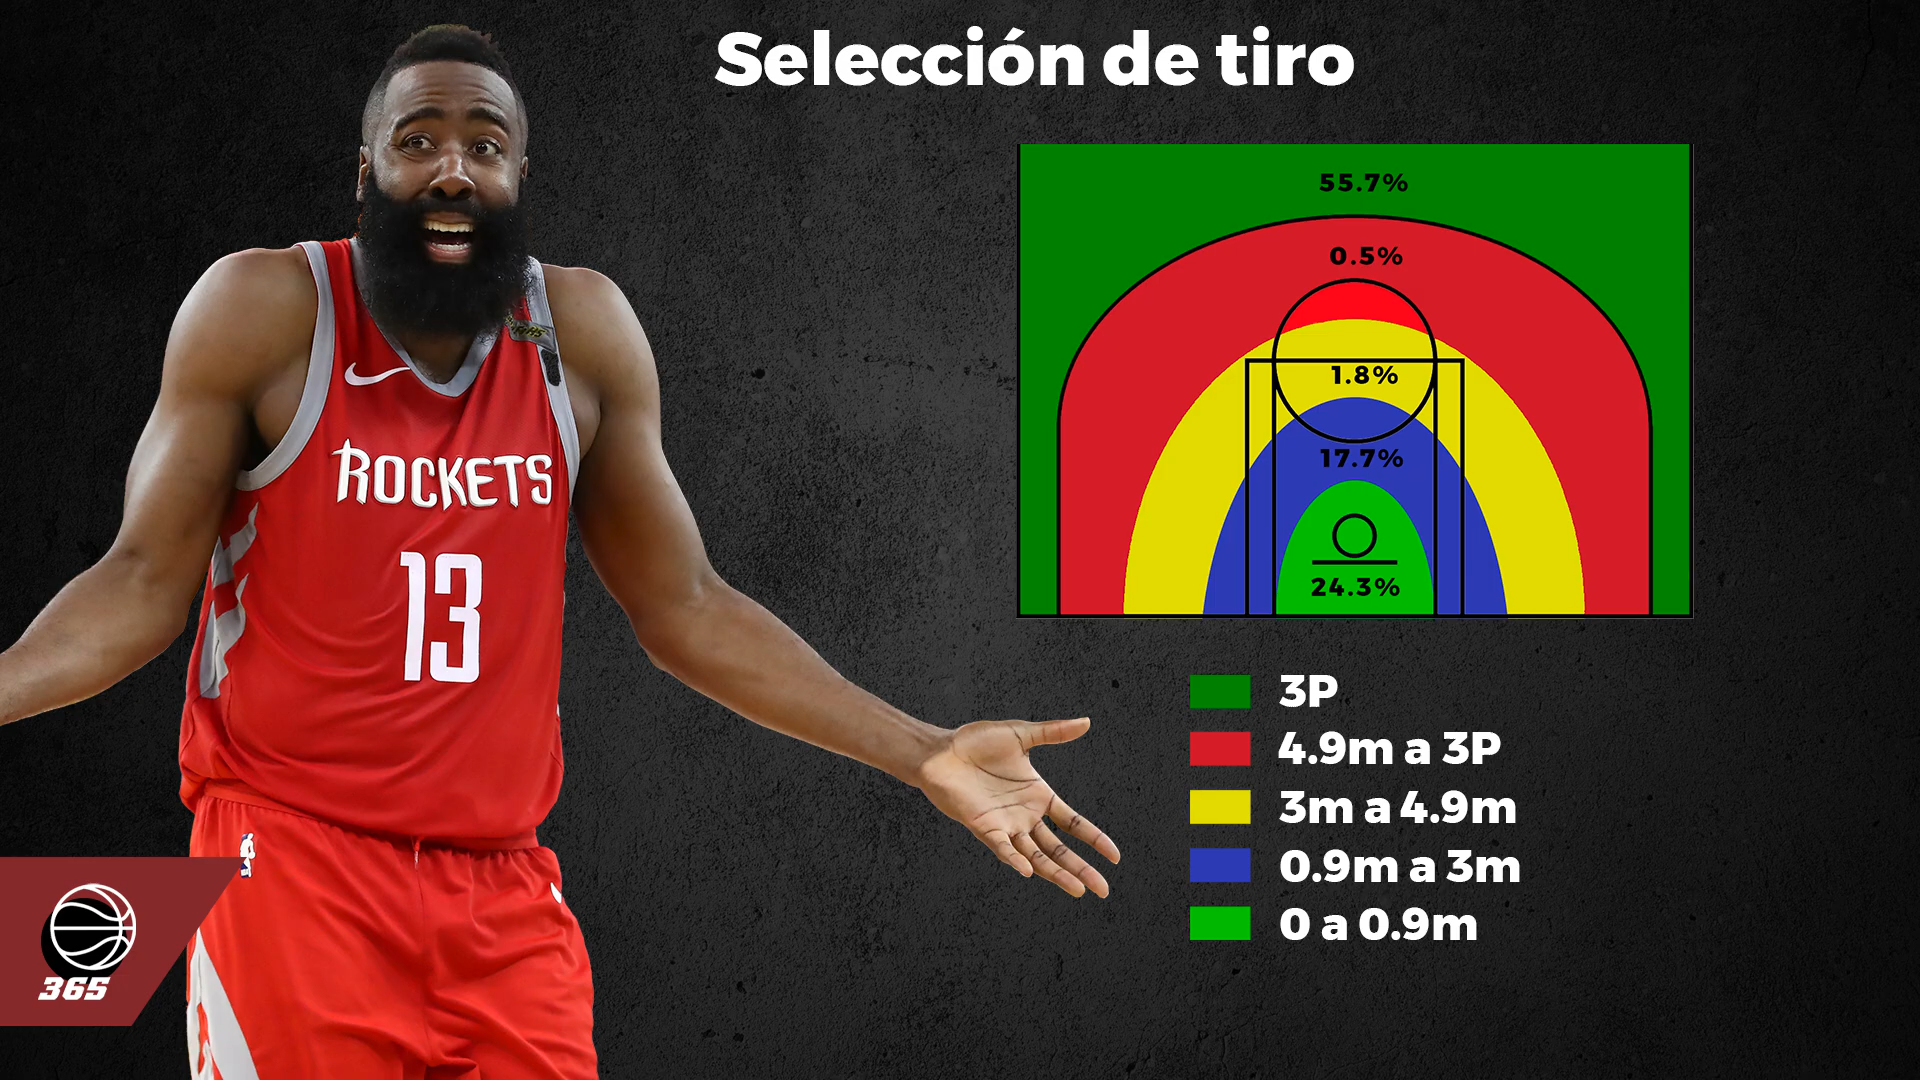 Selección de tiro
55.7%
0.5%
1.8%
17.7%
24.3%
3P
4.9m a 3P
3m a 4.9m
0.9m a 3m
0 a 0.9m
ROCKETS
13
365